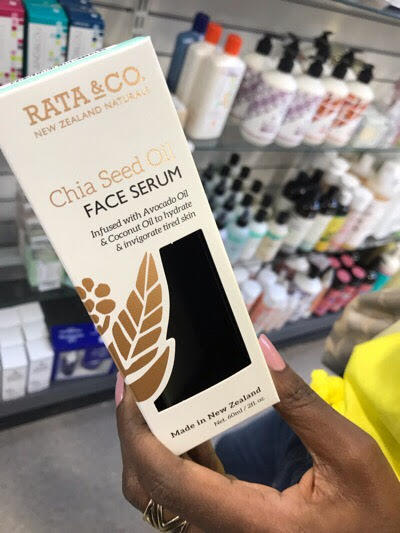 RATA & CO.
NEW ZEALAND NATURALS
Chia Seed Oil
FACE SERUM
Infused with Avocado Oil
& Coconut Oil to hydrate
& invigorate tired skin
Made in New Zealand
Net. 60ml / 2fl. oz.